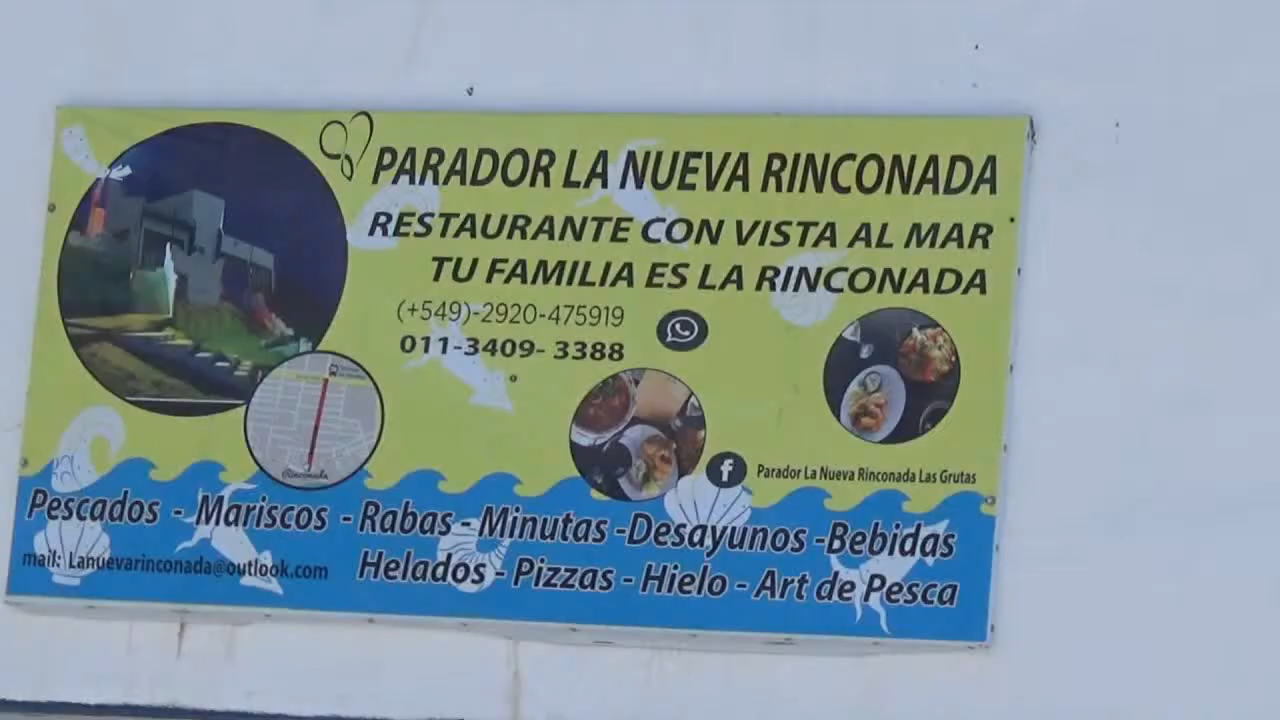 PARADOR LA NUEVA RINCONADA
RESTAURANTE CON VISTA AL MAR
TU FAMILIA ES LA RINCONADA
(+549)-2920-475919
011-3409- 3388
Rinconada
f Parador La Nueva Rinconada Las Grutas
Pescados - Mariscos - Rabas - Minutas -Desayunos -Bebidas
mail: Lanuevarinconada@outlook.com
Helados - Pizzas - Hielo - Art de Pesca